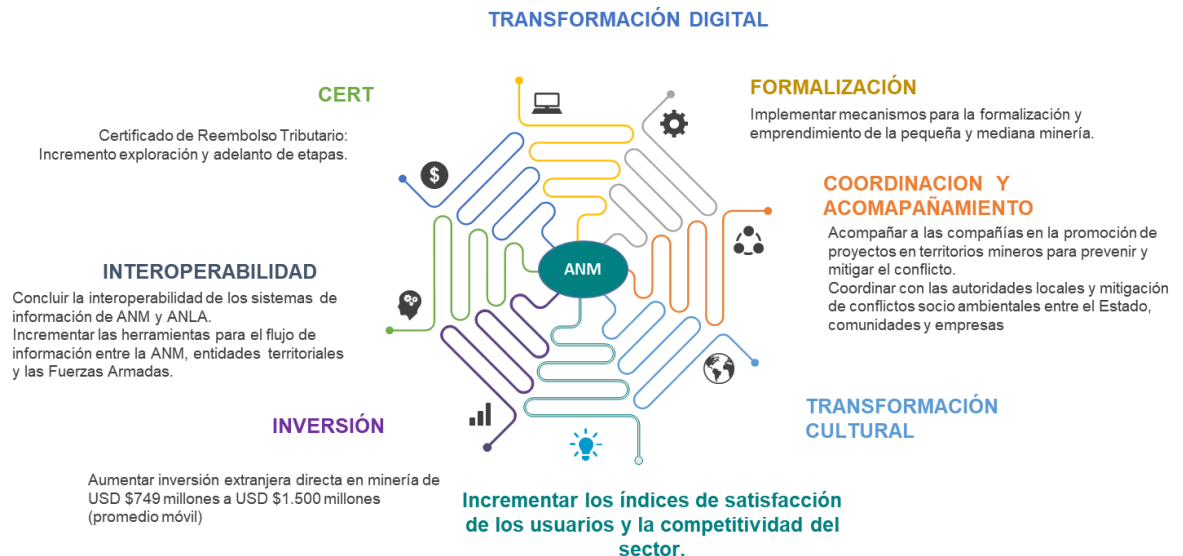 TRANSFORMACIÓN DIGITAL
CERT
Certificado de Reembolso Tributario:
Incremento exploración y adelanto de etapas.
FORMALIZACIÓN
Implementar mecanismos para la formalización y
emprendimiento de la pequeña y mediana minería.
$
COORDINACION Y
ACOMAPAÑAMIENTO
Acompañar a las compañías en la promoción de
proyectos en territorios mineros para prevenir y
mitigar el conflicto.
Coordinar con las autoridades locales y mitigación
de conflictos socio ambientales entre el Estado,
comunidades y empresas
ANM
INTEROPERABILIDAD
Concluir la interoperabilidad de los sistemas de
información de ANM y ANLA.
Incrementar las herramientas para el flujo de
información entre la ANM, entidades territoriales
y las Fuerzas Armadas.
TRANSFORMACIÓN
CULTURAL
INVERSIÓN
Aumentar inversión extranjera directa en minería de
USD $749 millones a USD $1.500 millones
(promedio móvil)
Incrementar los índices de satisfacción
de los usuarios y la competitividad del
sector.